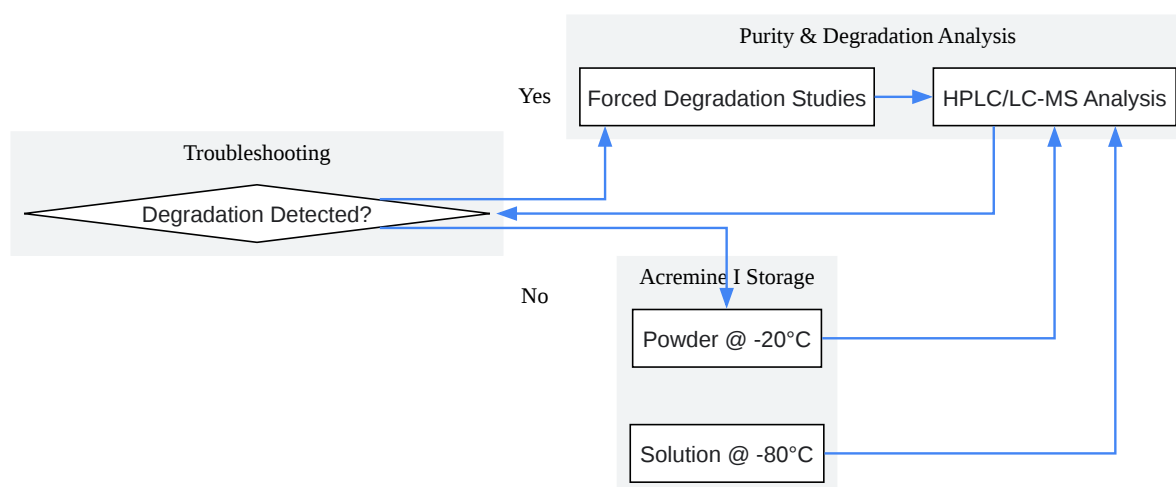 Purity & Degradation Analysis
Yes
Forced Degradation Studies
HPLC/LC-MS Analysis
Troubleshooting
Degradation Detected?
Acremine I Storage
No
Powder @ -20°C
Solution @ -80°C